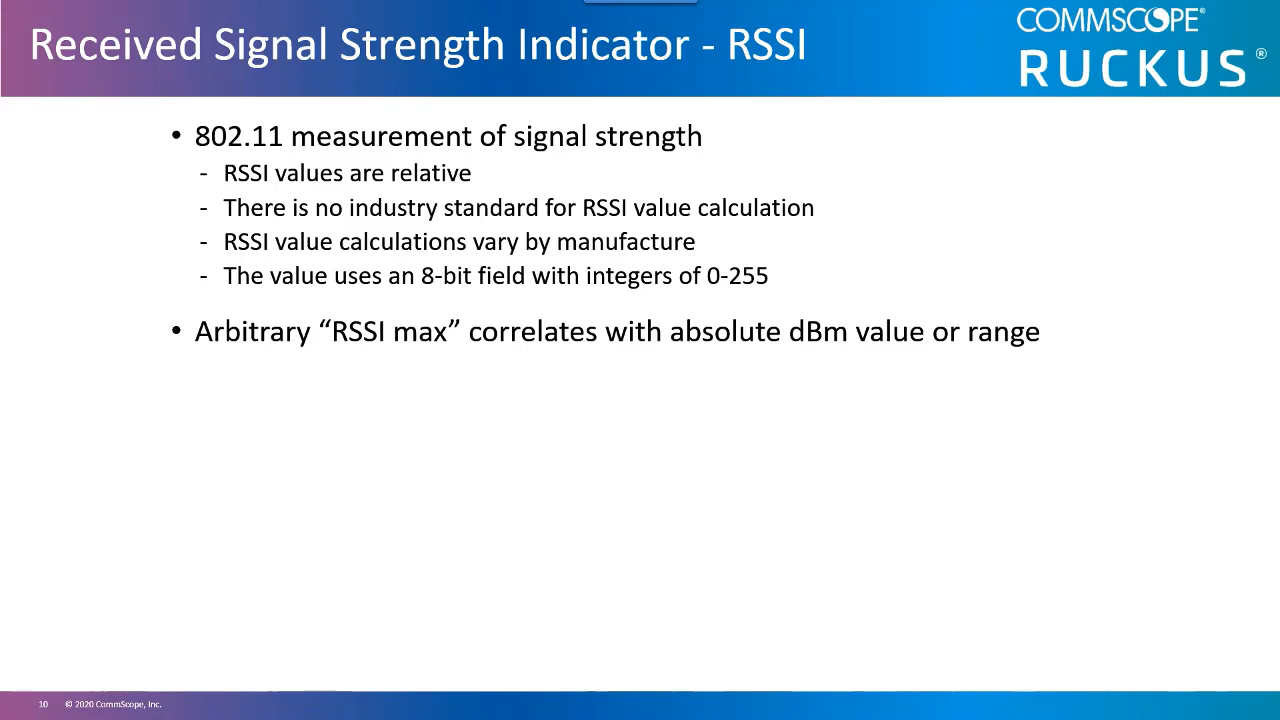 Received Signal Strength Indicator - RSSI
COMMSCOPE®
RUCKUS®
• 802.11 measurement of signal strength
- RSSI values are relative
- There is no industry standard for RSSI value calculation
- RSSI value calculations vary by manufacture
- The value uses an 8-bit field with integers of 0-255
• Arbitrary “RSSI max” correlates with absolute dBm value or range
10 © 2020 CommScope, Inc.